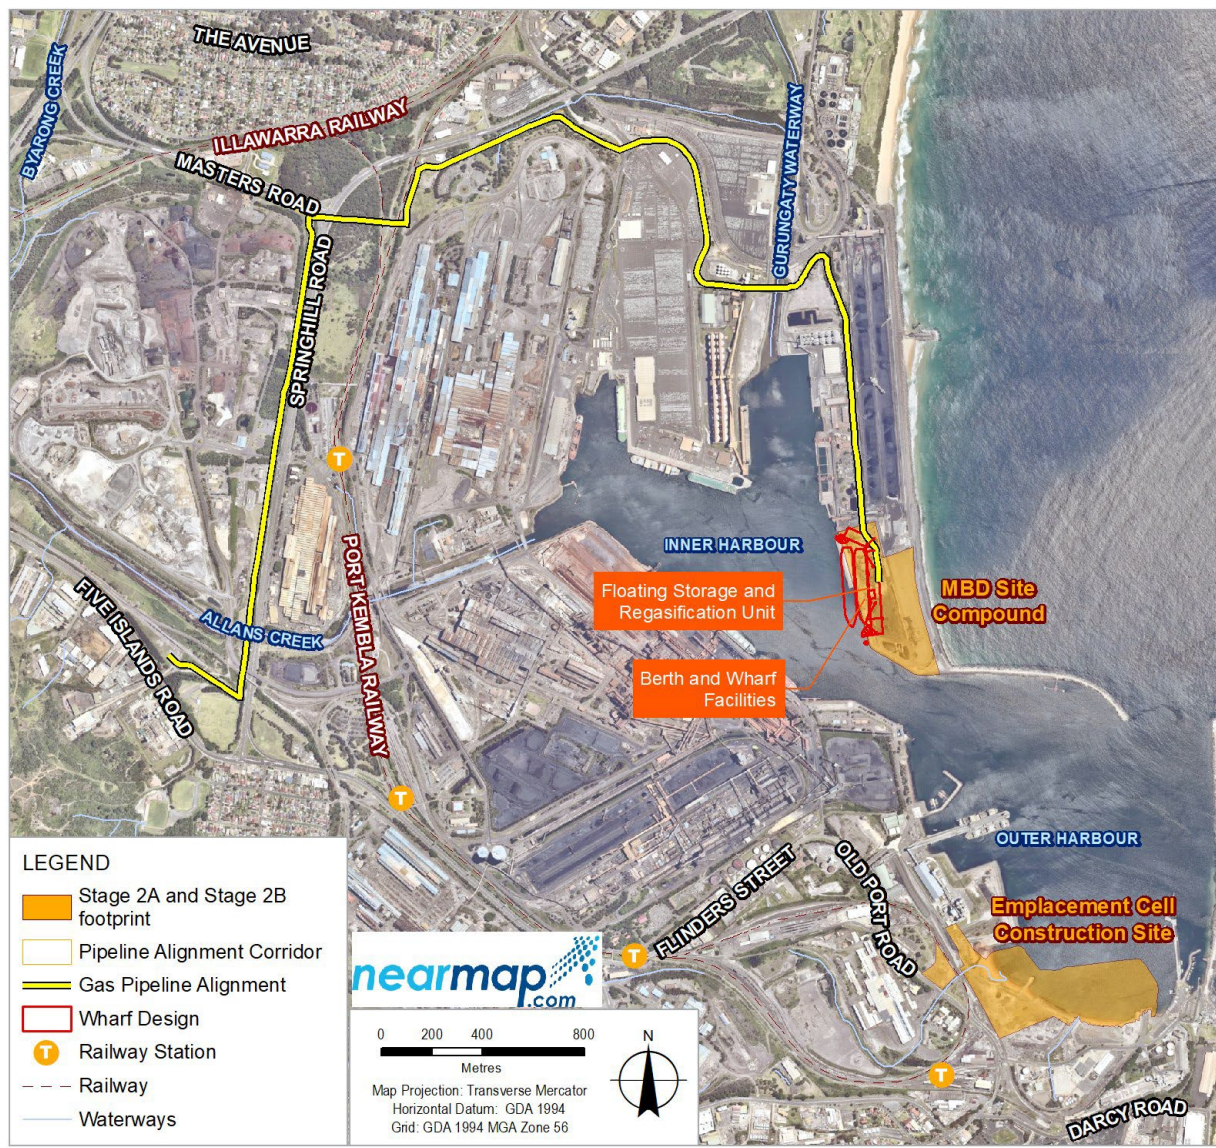 THE AVENUE
BYARONG CREEK
ILLAWARRA RAILWAY
MASTERS ROAD
GURUNGATY WATERWAY
SPRINGHILL ROAD
T
PORT KEMBLA RAILWAY
INNER HARBOUR
Floating Storage and
Regasification Unit
MBD Site
Compound
FIVE ISLANDS ROAD
ALLANS CREEK
Berth and Wharf
Facilities
T
OUTER HARBOUR
FLINDERS STREET
OLD PORT ROAD
Emplacement Cell
Construction Site
T
T
DARCY ROAD
LEGEND
Stage 2A and Stage 2B
footprint
Pipeline Alignment Corridor
Gas Pipeline Alignment
Wharf Design
T Railway Station
Railway
Waterways
nearmap
.com
0 200 400 800
Metres
Map Projection: Transverse Mercator
Horizontal Datum: GDA 1994
Grid: GDA 1994 MGA Zone 56
N